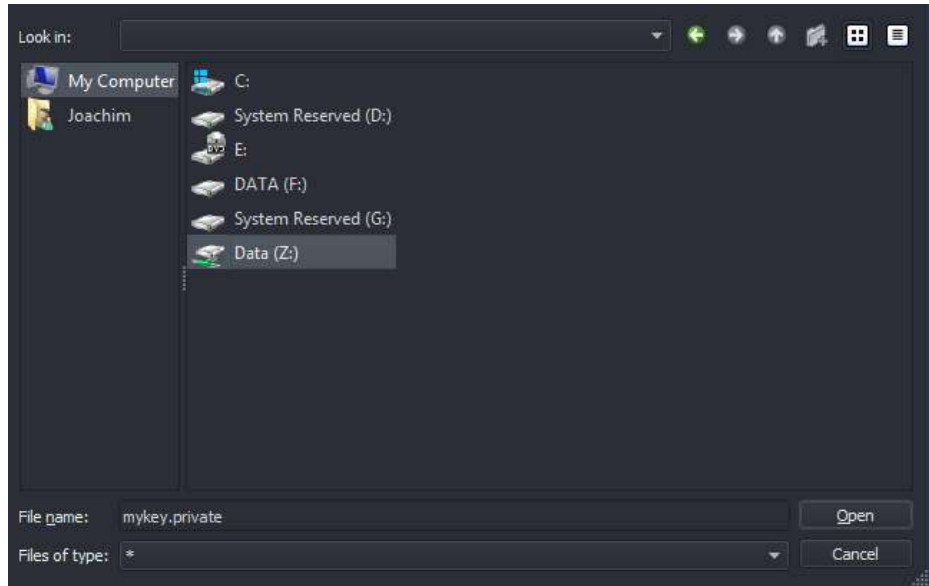 Look in:
My Computer
Joachim
C:
System Reserved (D:)
E:
DATA (F:)
System Reserved (G:)
Data (Z:)
File name: mykey.private
Open
Files of type: *
Cancel